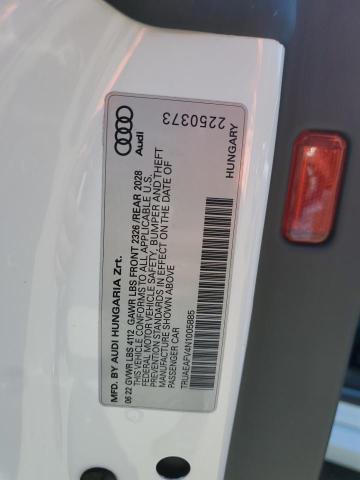 Audi
2250373
HUNGARY
MFD. BY AUDI HUNGARIA Zrt.
06 22 GVWR LBS 4112 GAWR LBS FRONT 2326 /REAR 2028
THIS VEHICLE CONFORMS TO ALL APPLICABLE U.S.
FEDERAL MOTOR VEHICLE SAFETY, BUMPER AND THEFT
PREVENTION STANDARDS IN EFFECT ON THE DATE OF
MANUFACTURE SHOWN ABOVE
PASSENGER CAR
TRUAEAFV4N1005885